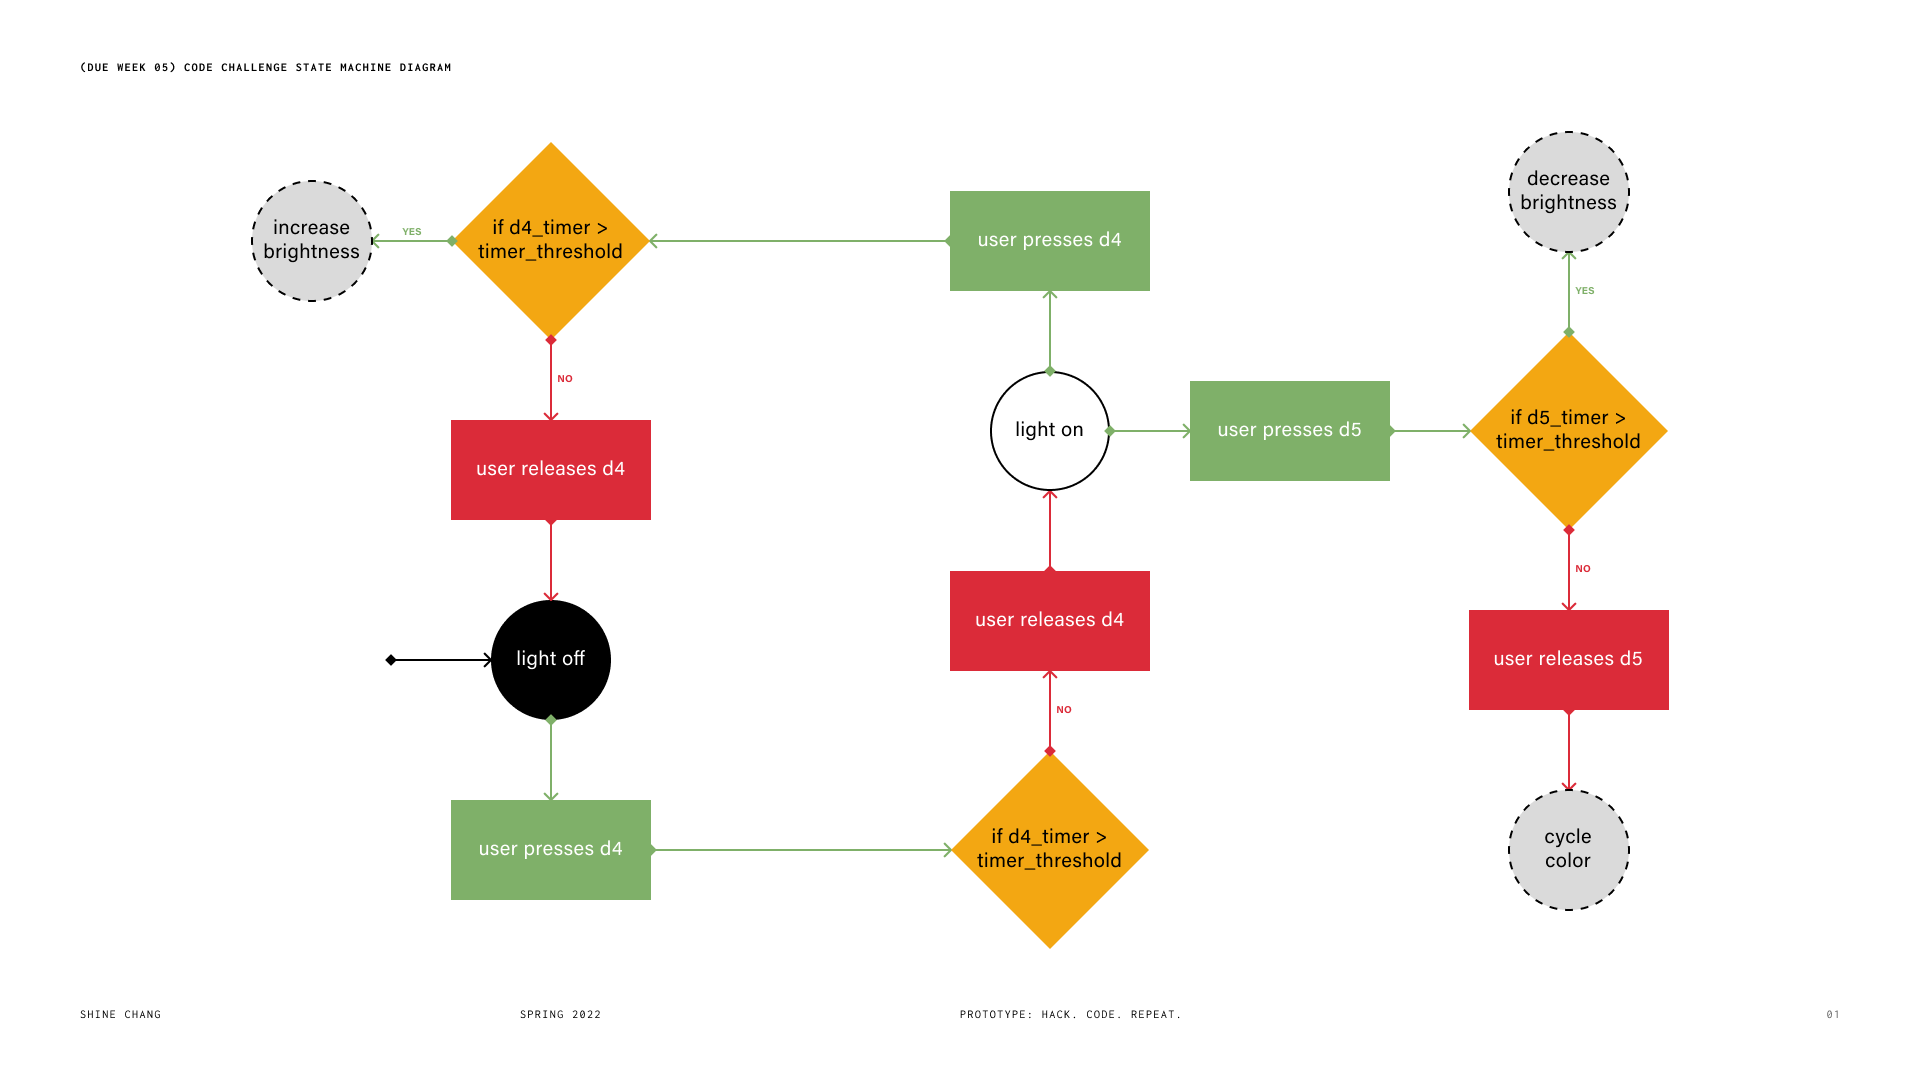 (DUE WEEK 05) CODE CHALLENGE STATE MACHINE DIAGRAM
decrease
brightness
increase
brightness
YES
if d4_timer >
timer_threshold
user presses d4
YES
NO
light on
user presses d5
if d5_timer >
timer_threshold
user releases d4
NO
user releases d4
light off
user releases d5
NO
user presses d4
if d4_timer >
timer_threshold
cycle
color
SHINE CHANG
SPRING 2022
PROTOTYPE: HACK. CODE. REPEAT.
01